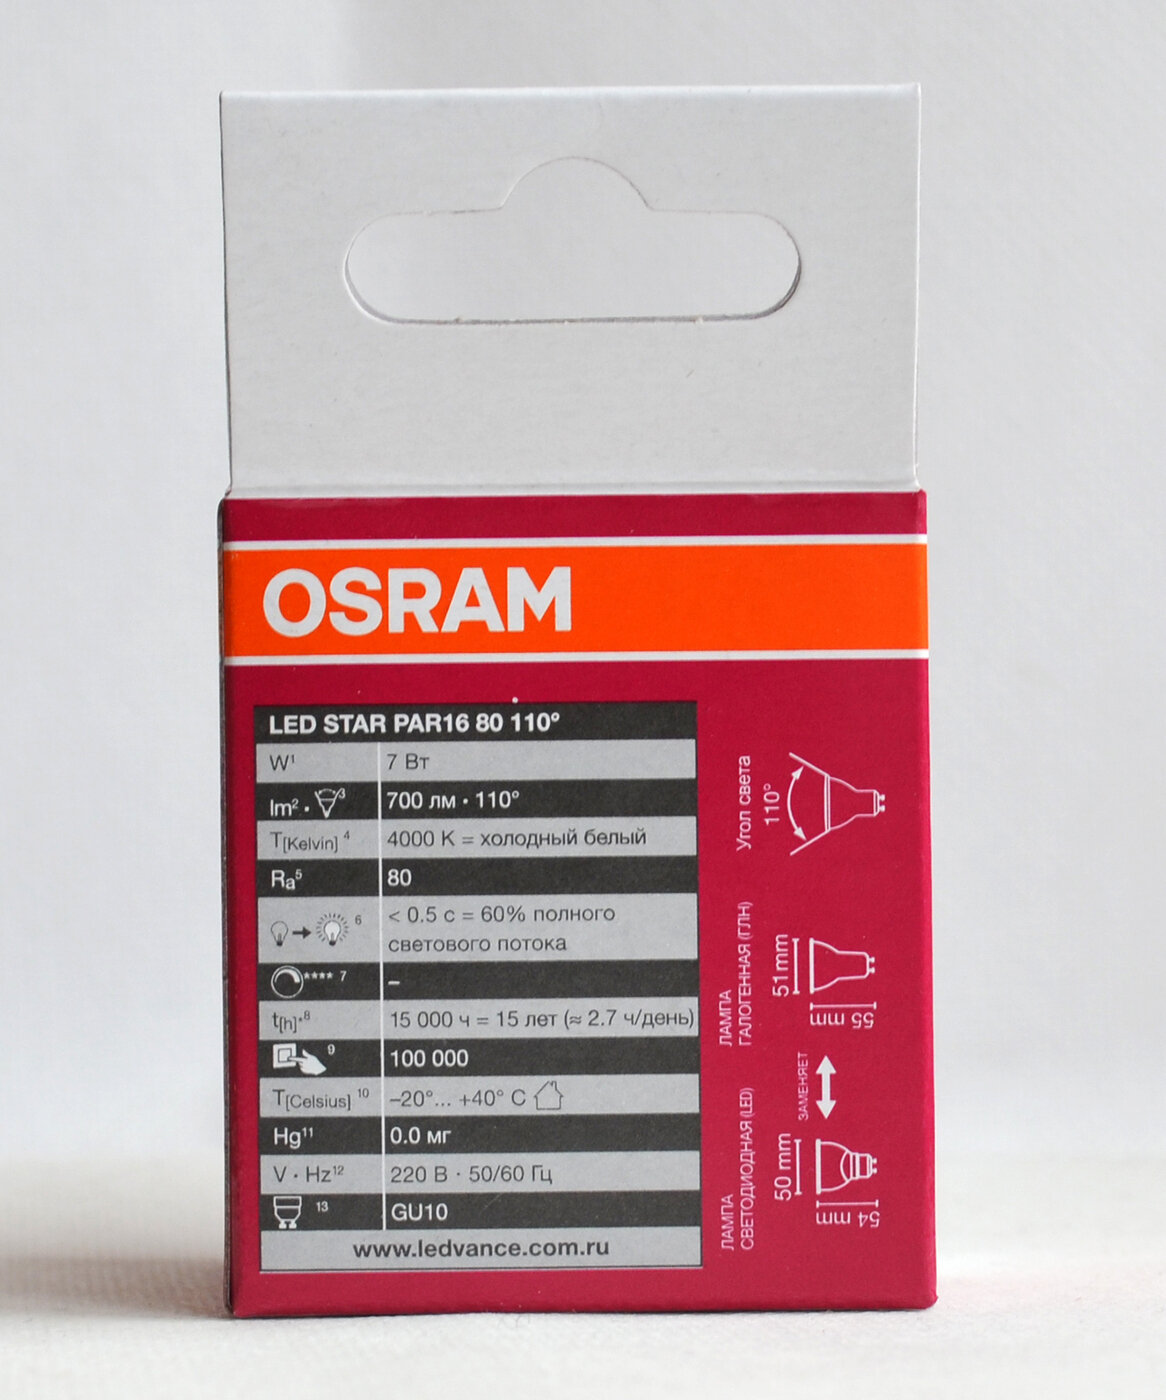 OSRAM
LED STAR PAR16 80 110°
W¹ 7 Вт
lm² · ³ 700 лм · 110°
T[Kelvin] ⁴ 4000 K = холодный белый
Ra⁵ 80
⁶ < 0.5 с = 60% полного
светового потока
**** ⁷ –
t[h]*⁸ 15 000 ч = 15 лет (≈ 2.7 ч/день)
⁹ 100 000
T[Celsius] ¹⁰ –20°... +40° C
Hg¹¹ 0.0 мг
V · Hz¹² 220 В · 50/60 Гц
¹³ GU10
www.ledvance.com.ru
Угол света
110°
ЛАМПА
ГАЛОГЕННАЯ (ГЛН)
51mm
55 mm
ЗАМЕНЯЕТ
ЛАМПА
СВЕТОДИОДНАЯ (LED)
50 mm
54 mm